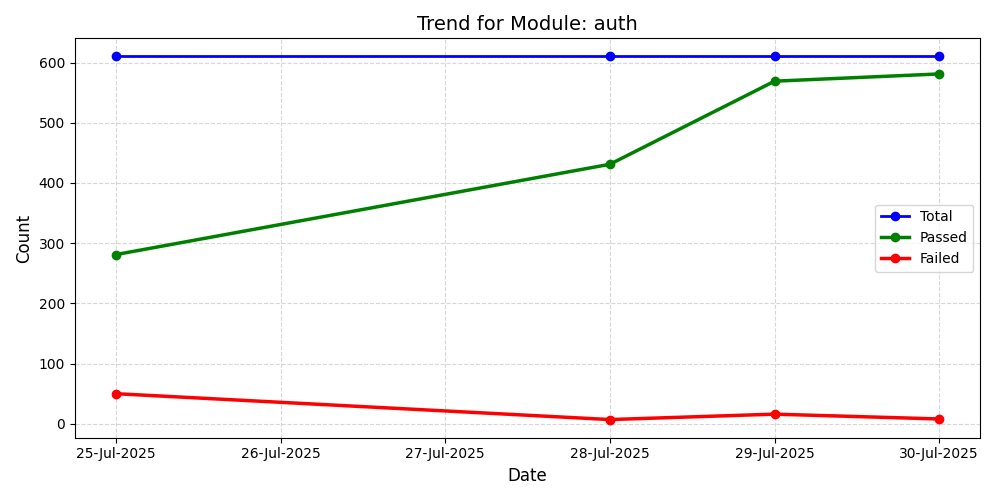 Trend for Module: auth
Count
600
500
400
300
200
100
0
Total
Passed
Failed
25-Jul-2025 26-Jul-2025 27-Jul-2025 28-Jul-2025 29-Jul-2025 30-Jul-2025
Date